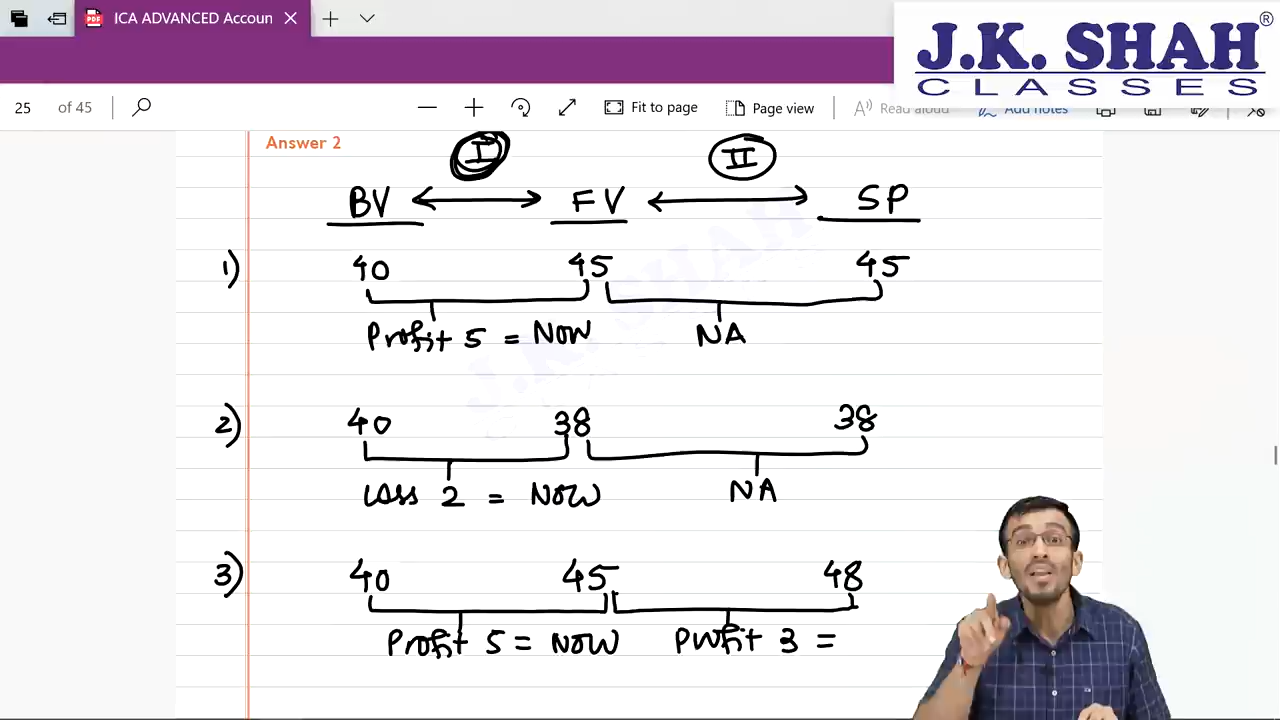 ICA ADVANCED Accoun
J.K. SHAH®
CLASSES
25 of 45
Fit to page
Page view
Read aloud
Add notes
Answer 2
I II
BV FV SP
1) 40 45 45
Profit 5 = NOW NA
J.K. SHAH
2) 40 38 38
Loss 2 = NOW NA
3) 40 45 48
Profit 5 = NOW Profit 3 =